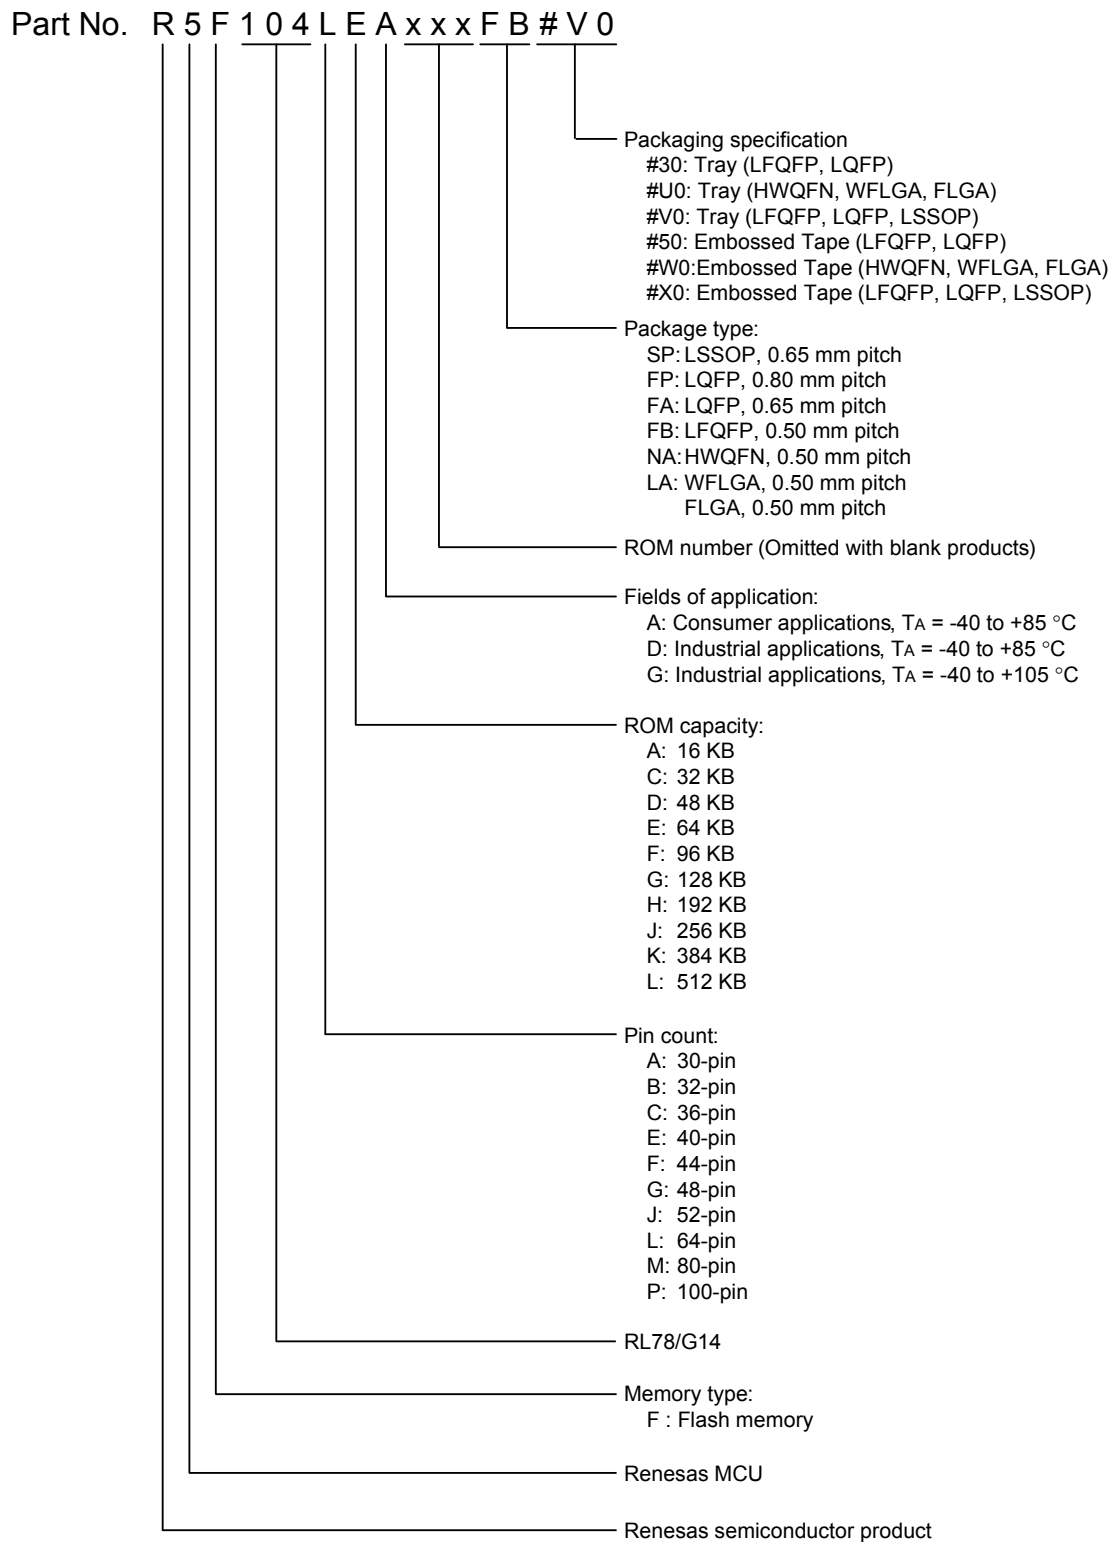 Part No. R 5 F 1 0 4 L E A x x x F B # V 0
Packaging specification
#30: Tray (LFQFP, LQFP)
#U0: Tray (HWQFN, WFLGA, FLGA)
#V0: Tray (LFQFP, LQFP, LSSOP)
#50: Embossed Tape (LFQFP, LQFP)
#W0:Embossed Tape (HWQFN, WFLGA, FLGA)
#X0: Embossed Tape (LFQFP, LQFP, LSSOP)
Package type:
SP: LSSOP, 0.65 mm pitch
FP: LQFP, 0.80 mm pitch
FA: LQFP, 0.65 mm pitch
FB: LFQFP, 0.50 mm pitch
NA: HWQFN, 0.50 mm pitch
LA: WFLGA, 0.50 mm pitch
FLGA, 0.50 mm pitch
ROM number (Omitted with blank products)
Fields of application:
A: Consumer applications, TA = -40 to +85 °C
D: Industrial applications, TA = -40 to +85 °C
G: Industrial applications, TA = -40 to +105 °C
ROM capacity:
A: 16 KB
C: 32 KB
D: 48 KB
E: 64 KB
F: 96 KB
G: 128 KB
H: 192 KB
J: 256 KB
K: 384 KB
L: 512 KB
Pin count:
A: 30-pin
B: 32-pin
C: 36-pin
E: 40-pin
F: 44-pin
G: 48-pin
J: 52-pin
L: 64-pin
M: 80-pin
P: 100-pin
RL78/G14
Memory type:
F : Flash memory
Renesas MCU
Renesas semiconductor product